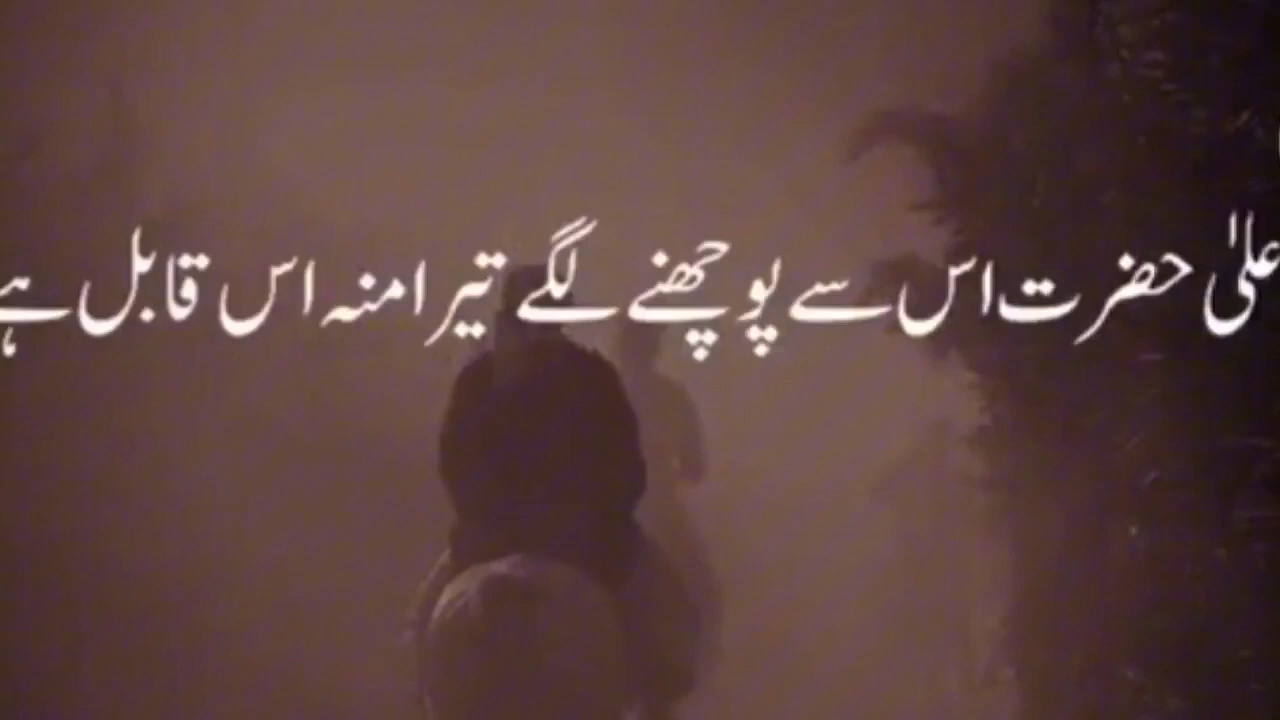 علیٰ حضرت اس سے پوچھنے لگے تیرا منہ اس قابل ہے